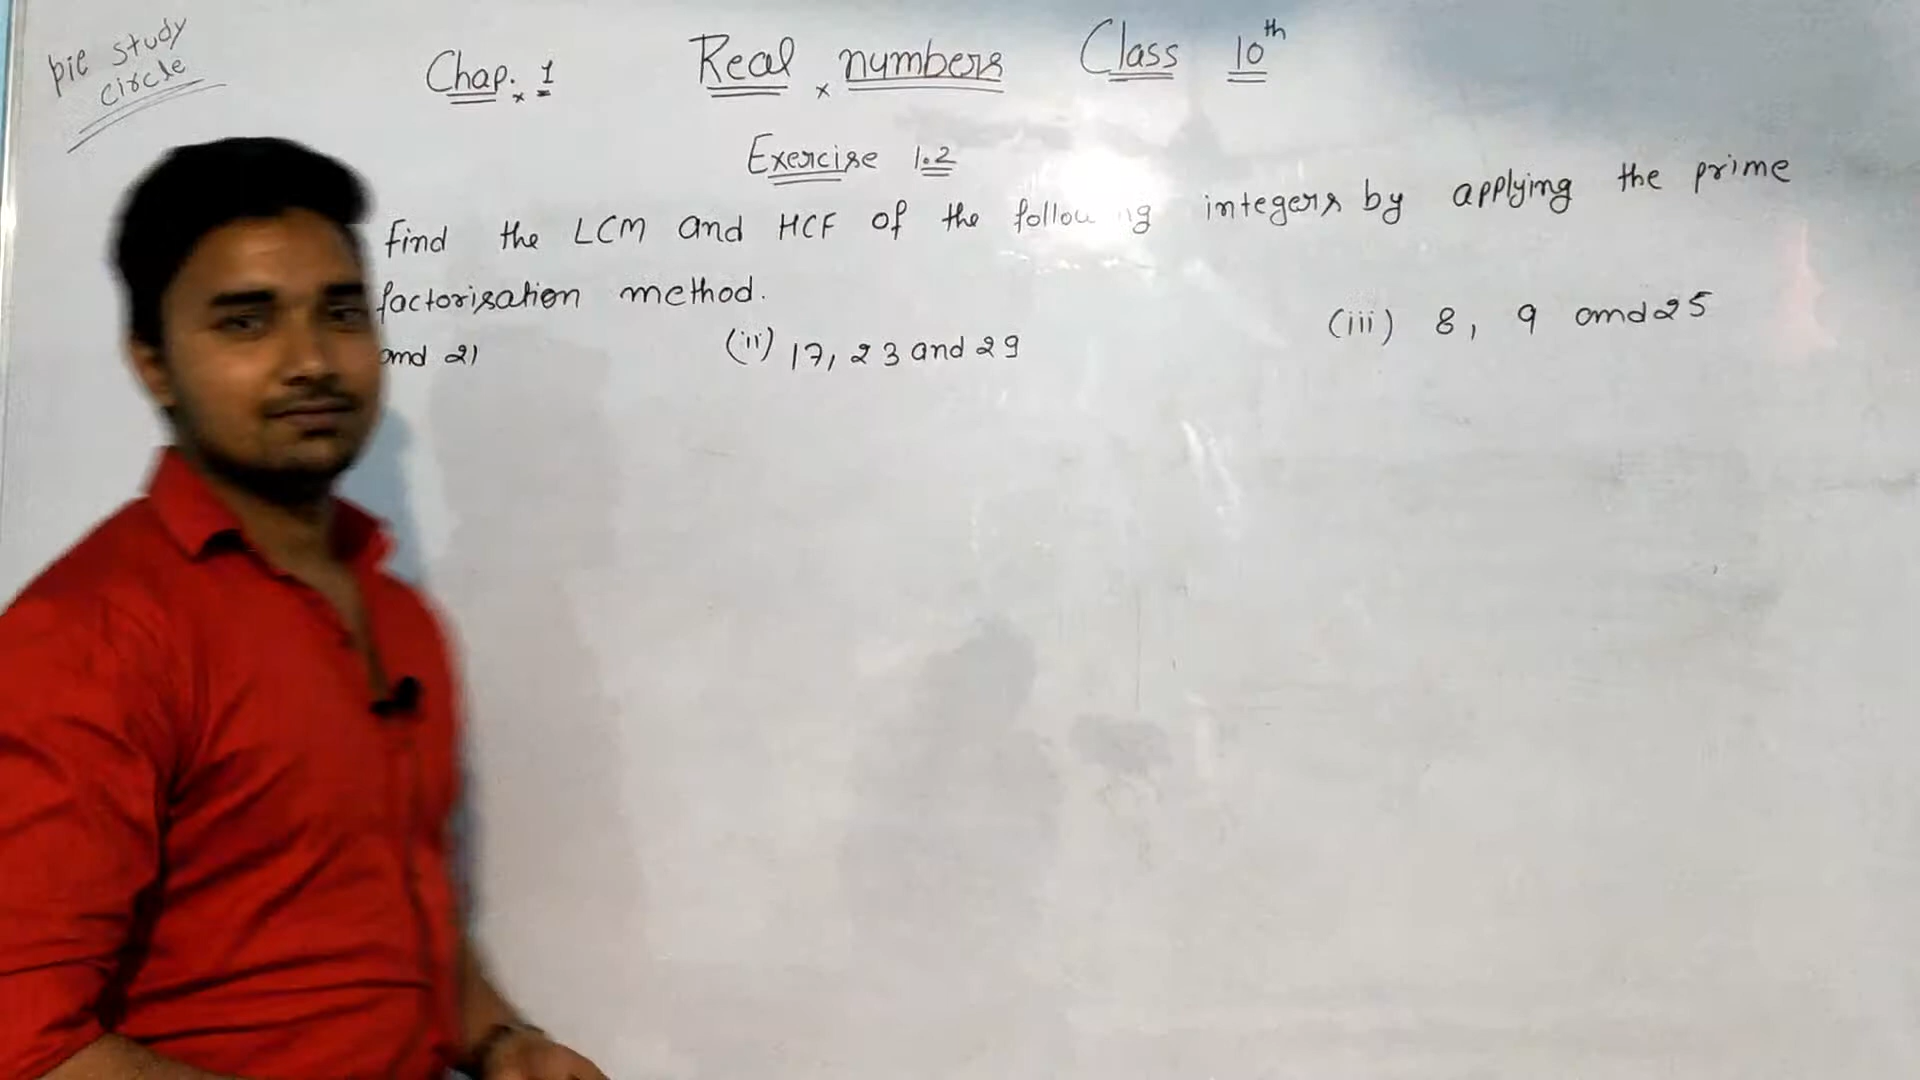 pie study
circle
Chap. 1 Real numbers Class 10th
Exercise 1.2
find the LCM and HCF of the following integers by applying the prime
factorisation method.
and 21 (ii) 17, 23 and 29 (iii) 8, 9 and 25